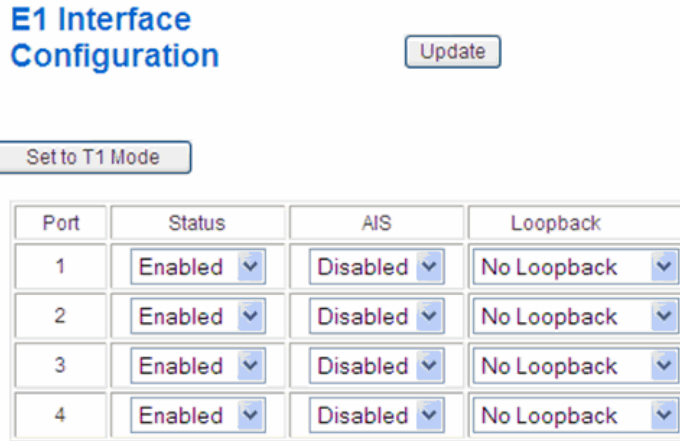 E1 Interface
Configuration
Update
Set to T1 Mode
Port Status AIS Loopback
1 Enabled Disabled No Loopback
2 Enabled Disabled No Loopback
3 Enabled Disabled No Loopback
4 Enabled Disabled No Loopback